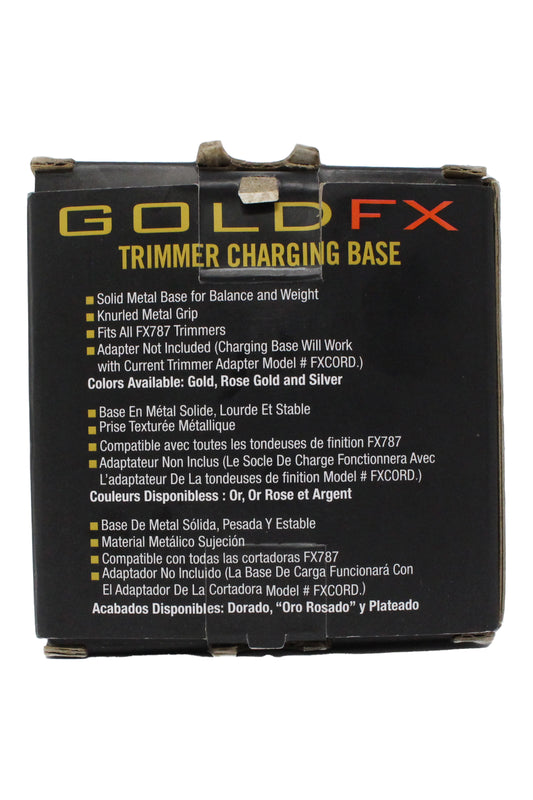 GOLDFX
TRIMMER CHARGING BASE
Solid Metal Base for Balance and Weight
Knurled Metal Grip
Fits All FX787 Trimmers
Adapter Not Included (Charging Base Will Work
with Current Trimmer Adapter Model # FXCORD.)
Colors Available: Gold, Rose Gold and Silver
Base En Métal Solide, Lourde Et Stable
Prise Texturée Métallique
Compatible avec toutes les tondeuses de finition FX787
Adaptateur Non Inclus (Le Socle De Charge Fonctionnera Avec
L'adaptateur De La tondeuses de finition Model # FXCORD.)
Couleurs Disponibless : Or, Or Rose et Argent
Base De Metal Sólida, Pesada Y Estable
Material Metálico Sujeción
Compatible con todas las cortadoras FX787
Adaptador No Incluido (La Base De Carga Funcionará Con
El Adaptador De La Cortadora Model # FXCORD.)
Acabados Disponibles: Dorado, “Oro Rosado” y Plateado